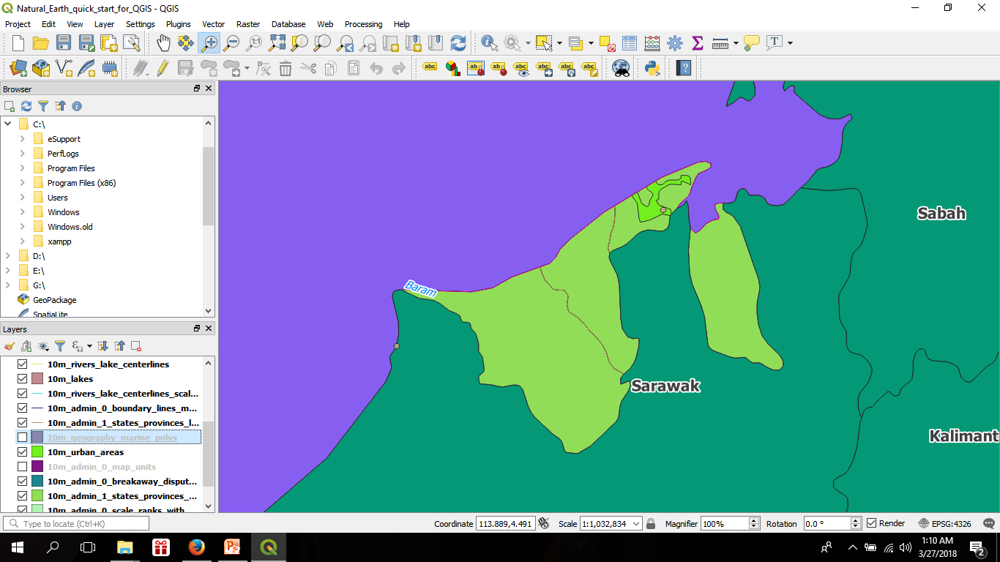 Natural_Earth_quick_start_for_QGIS - QGIS
Project Edit View Layer Settings Plugins Vector Raster Database Web Processing Help
Browser
C:\
eSupport
PerfLogs
Program Files
Program Files (x86)
Users
Windows
Windows.old
xampp
D:\
E:\
G:\
GeoPackage
SpatiaLite
Layers
10m_rivers_lake_centerlines
10m_lakes
10m_rivers_lake_centerlines_scal...
10m_admin_0_boundary_lines_m...
10m_admin_1_states_provinces_l...
10m_geography_marine_polys
10m_urban_areas
10m_admin_0_map_units
10m_admin_0_breakaway_disput...
10m_admin_1_states_provinces_...
10m_admin_0_scale_ranks_with
Sabah
Baram
Sarawak
Kalimant
Type to locate (Ctrl+K)
Coordinate 113.889,4.491 Scale 1:1,032,834 Magnifier 100% Rotation 0.0 ° Render EPSG:4326
1:10 AM
3/27/2018
2